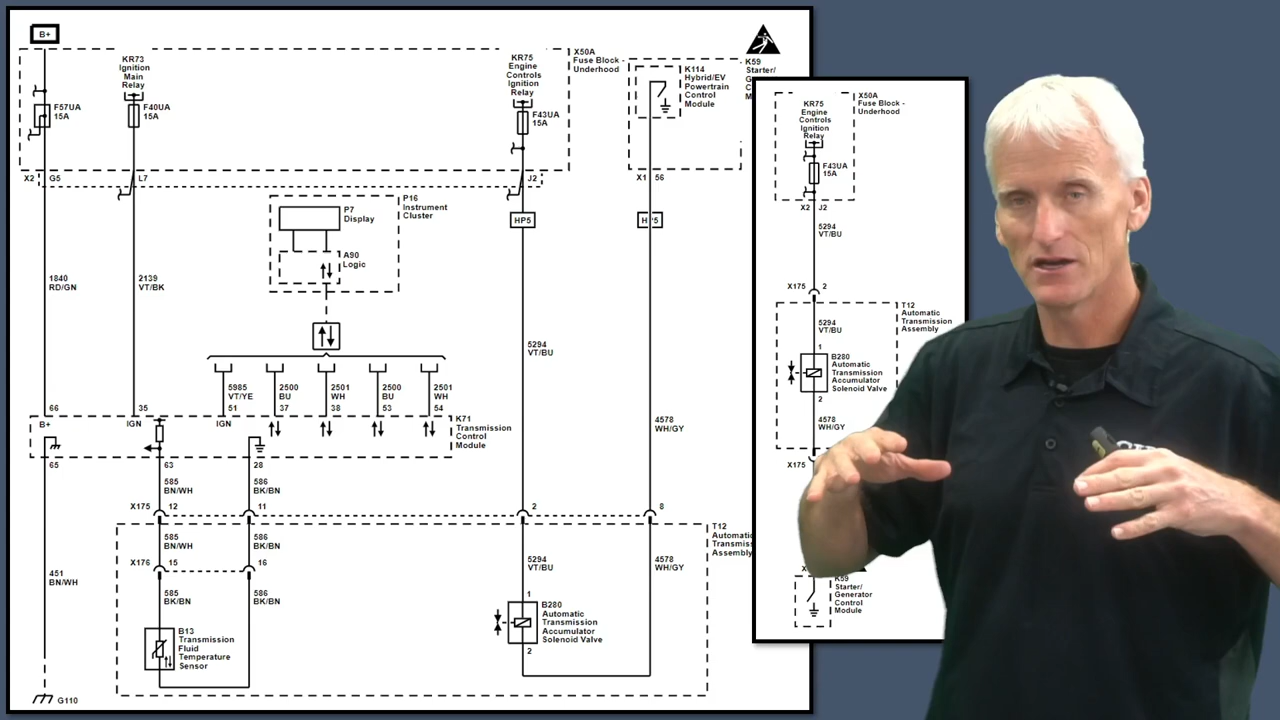 B+
KR73
Ignition
Main
Relay
F57UA
15A
F40UA
15A
KR75
Engine
Controls
Ignition
Relay
F43UA
15A
X50A
Fuse Block -
Underhood
K114
Hybrid/EV
Powertrain
Control
Module
K59
Starter/
X2
G5
L7
J2
X1
56
P16
Instrument
Cluster
P7
Display
A90
Logic
HP5
1840
RD/GN
2139
VT/BK
5294
VT/BU
5985
VT/YE
51
2500
BU
37
2501
WH
38
2500
BU
53
2501
WH
54
66
35
B+
IGN
IGN
K71
Transmission
Control
Module
4578
WH/GY
65
63
28
585
BN/WH
586
BK/BN
X175
12
11
2
8
T12
585
BN/WH
586
BK/BN
X176
15
16
5294
VT/BU
4578
WH/GY
451
BN/WH
585
BK/BN
586
BK/BN
1
B280
Automatic
Transmission
Accumulator
Solenoid Valve
2
B13
Transmission
Fluid
Temperature
Sensor
G110
KR75
Engine
Controls
Ignition
Relay
X50A
Fuse Block -
Underhood
F43UA
15A
X2
J2
5294
VT/BU
X175
2
T12
Automatic
Transmission
Assembly
5294
VT/BU
1
B280
Automatic
Transmission
Accumulator
Solenoid Valve
2
4578
WH/GY
X175
K59
Starter/
Generator
Control
Module